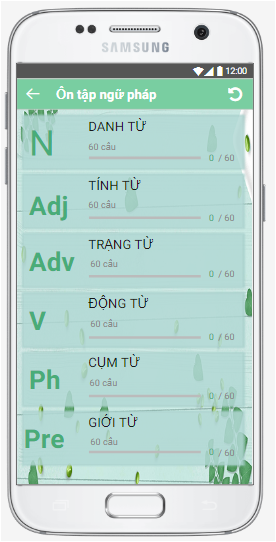 SAMSUNG
12:00
Ôn tập ngữ pháp
N
DANH TỪ
60 câu
0 / 60
Adj
TÍNH TỪ
60 câu
0 / 60
Adv
TRẠNG TỪ
60 câu
0 / 60
V
ĐỘNG TỪ
60 câu
0 / 60
Ph
CỤM TỪ
60 câu
0 / 60
Pre
GIỚI TỪ
60 câu
0 / 60